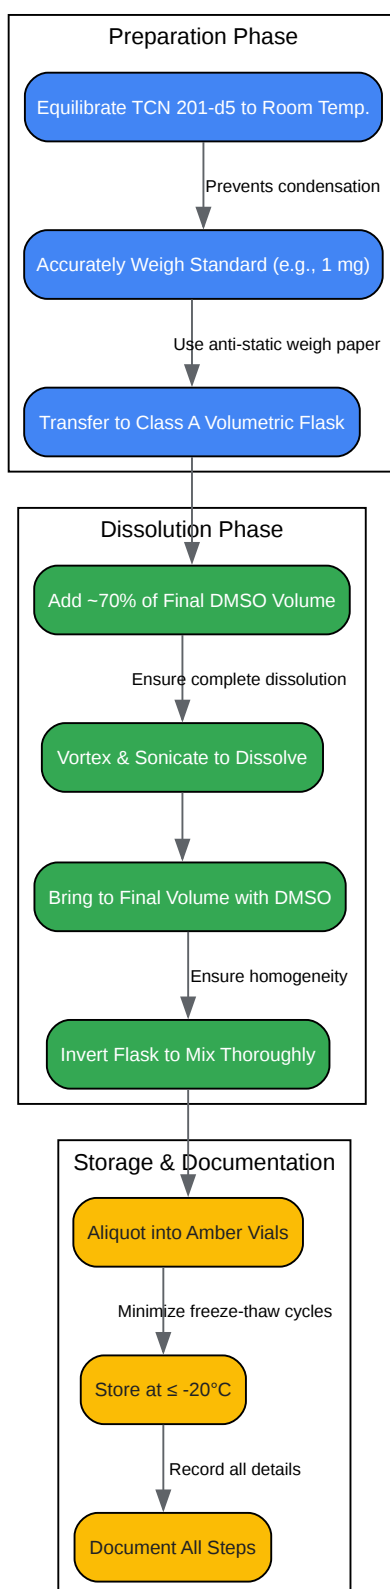 Preparation Phase
Equilibrate TCN 201-d5 to Room Temp.
Prevents condensation
Accurately Weigh Standard (e.g., 1 mg)
Use anti-static weigh paper
Transfer to Class A Volumetric Flask
Dissolution Phase
Add ~70% of Final DMSO Volume
Ensure complete dissolution
Vortex & Sonicate to Dissolve
Bring to Final Volume with DMSO
Ensure homogeneity
Invert Flask to Mix Thoroughly
Storage & Documentation
Aliquot into Amber Vials
Minimize freeze-thaw cycles
Store at ≤ -20°C
Record all details
Document All Steps